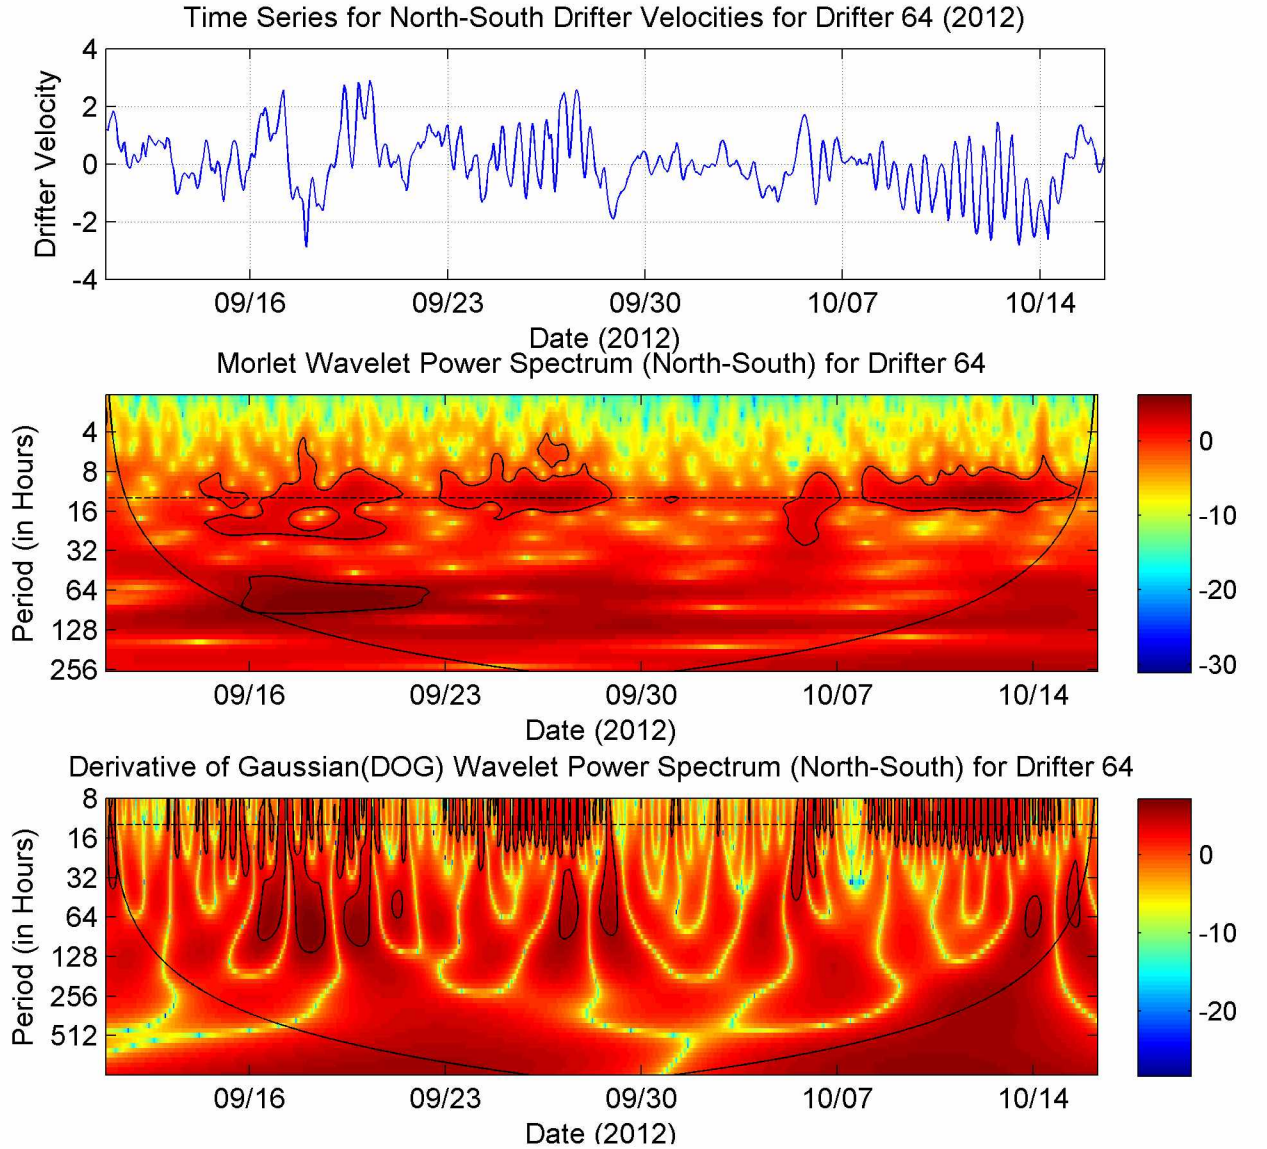 Time Series for North-South Drifter Velocities for Drifter 64 (2012)
4
2
0
-2
-4
Drifter Velocity
09/16 09/23 09/30 10/07 10/14
Date (2012)
Morlet Wavelet Power Spectrum (North-South) for Drifter 64
4
8
16
32
64
128
256
Period (in Hours)
0
-10
-20
-30
09/16 09/23 09/30 10/07 10/14
Date (2012)
Derivative of Gaussian(DOG) Wavelet Power Spectrum (North-South) for Drifter 64
8
16
32
64
128
256
512
Period (in Hours)
0
-10
-20
09/16 09/23 09/30 10/07 10/14
Date (2012)